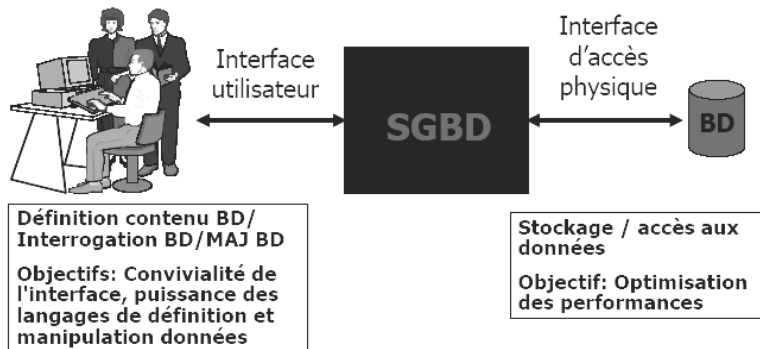 Interface
utilisateur
SGBD
Interface
d'accès
physique
BD
Définition contenu BD/
Interrogation BD/MAJ BD
Objectifs: Convivialité de
l'interface, puissance des
langages de définition et
manipulation données
Stockage / accès aux
données
Objectif: Optimisation
des performances